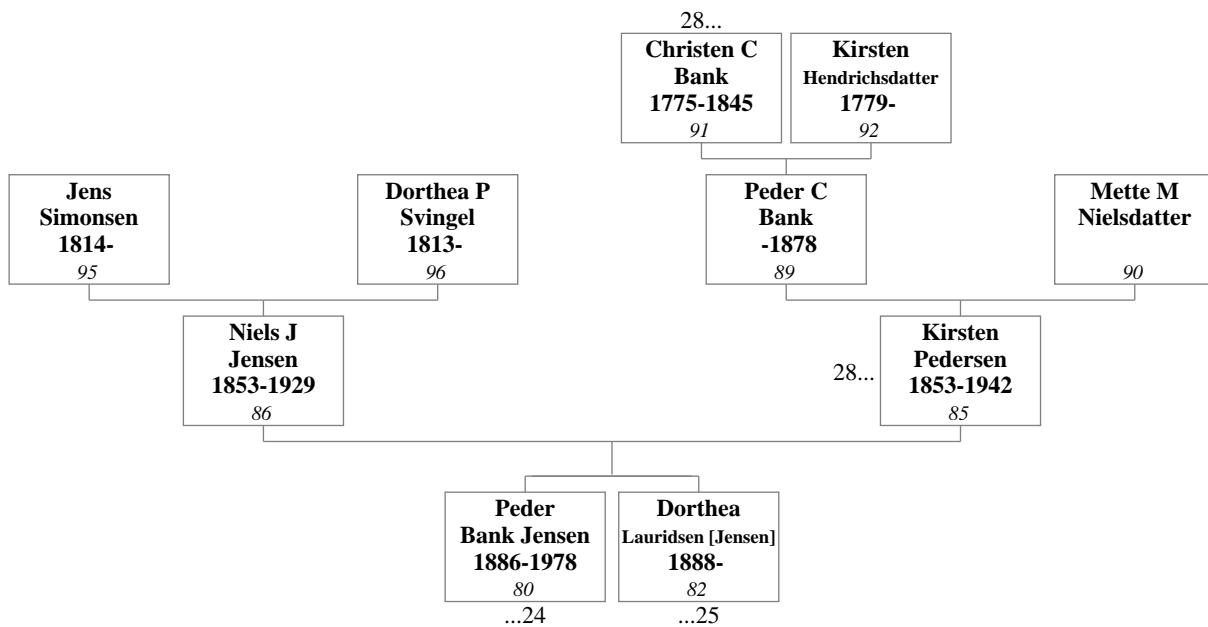 28...
Christen C
Bank
1775-1845
91
Kirsten
Hendrichsdatter
1779-
92
Jens
Simonsen
1814-
95
Dorthea P
Svingel
1813-
96
Peder C
Bank
-1878
89
Mette M
Nielsdatter
90
Niels J
Jensen
1853-1929
86
28...
Kirsten
Pedersen
1853-1942
85
Peder
Bank Jensen
1886-1978
80
...24
Dorthea
Lauridsen [Jensen]
1888-
82
...25